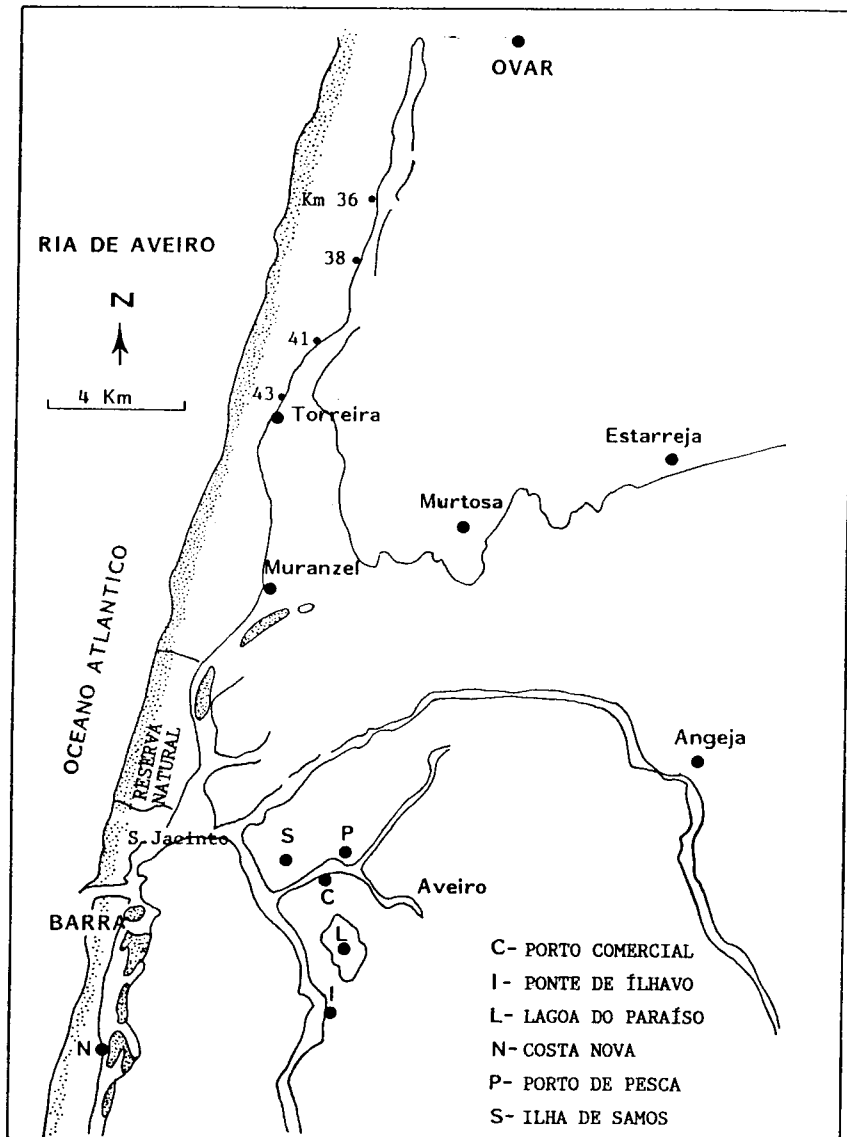 OVAR
Km 36
RIA DE AVEIRO
38
N
41
4 Km
43
Torreira
Estarreja
Murtosa
OCEANO ATLANTICO
Muranzel
RESERVA
NATURAL
Angeja
S. Jacinto
S
P
Aveiro
C
BARRA
L
I
N
C- PORTO COMERCIAL
I - PONTE DE ÍLHAVO
L- LAGOA DO PARAÍSO
N- COSTA NOVA
P- PORTO DE PESCA
S- ILHA DE SAMOS